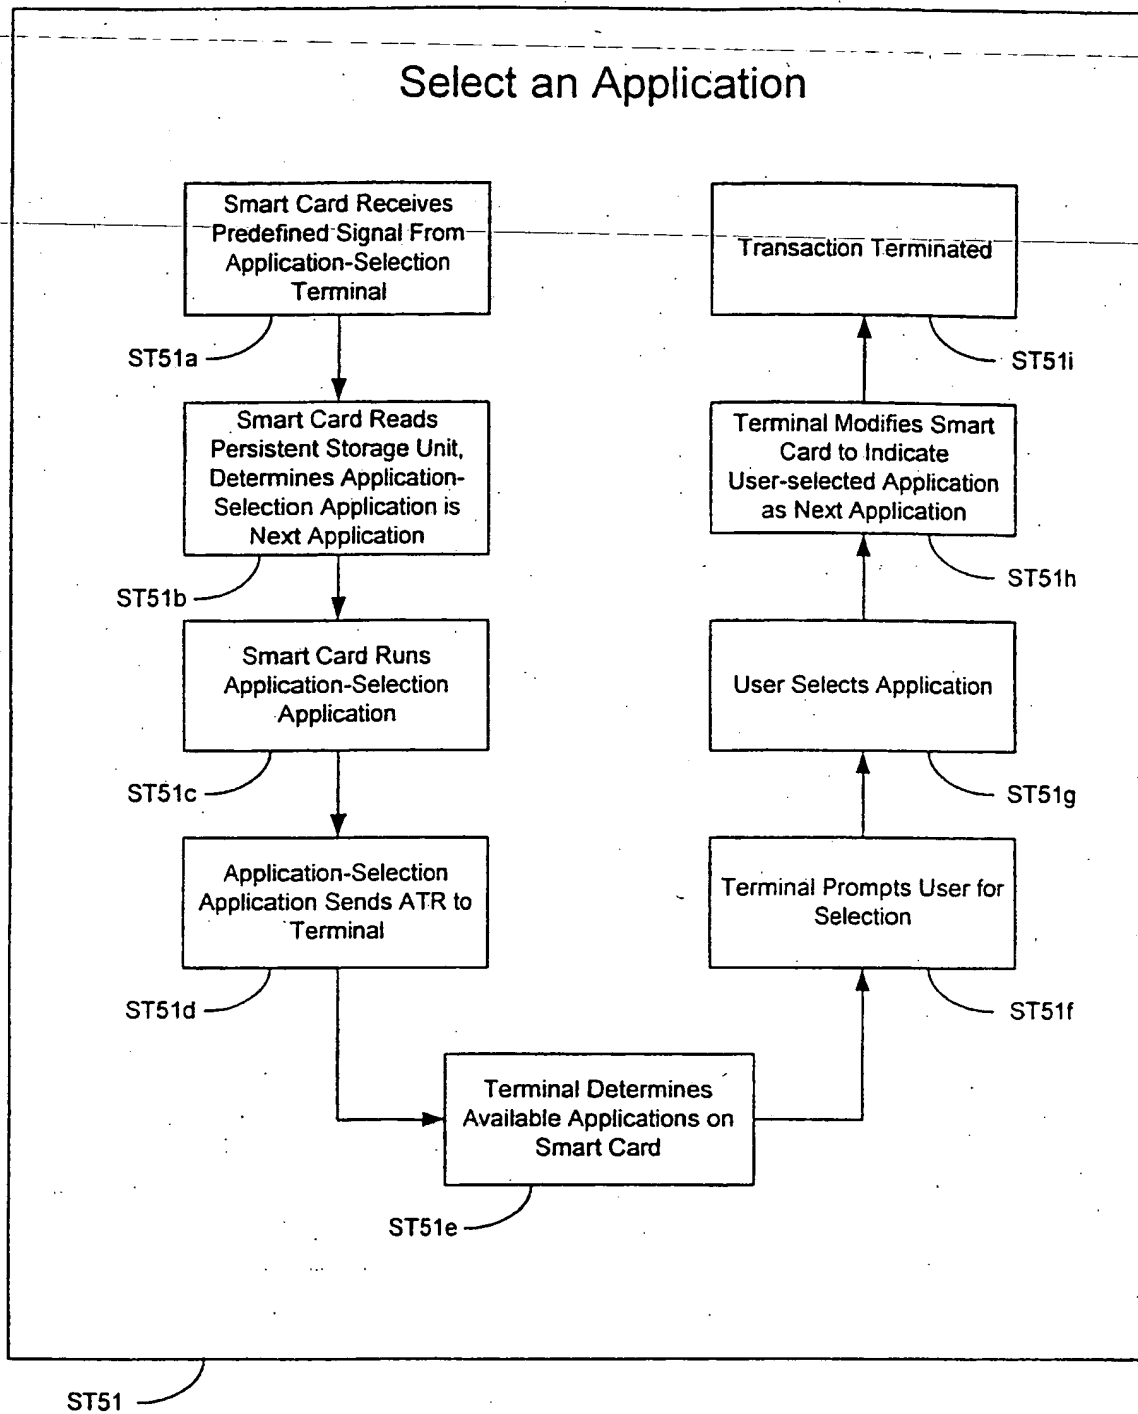 Select an Application
Smart Card Receives
Predefined Signal From
Application-Selection
Terminal
ST51a
Smart Card Reads
Persistent Storage Unit,
Determines Application-
Selection Application is
Next Application
ST51b
Smart Card Runs
Application-Selection
Application
ST51c
Application-Selection
Application Sends ATR to
Terminal
ST51d
Terminal Determines
Available Applications on
Smart Card
ST51e
Terminal Prompts User for
Selection
ST51f
User Selects Application
ST51g
Terminal Modifies Smart
Card to Indicate
User-selected Application
as Next Application
ST51h
Transaction Terminated
ST51i
ST51